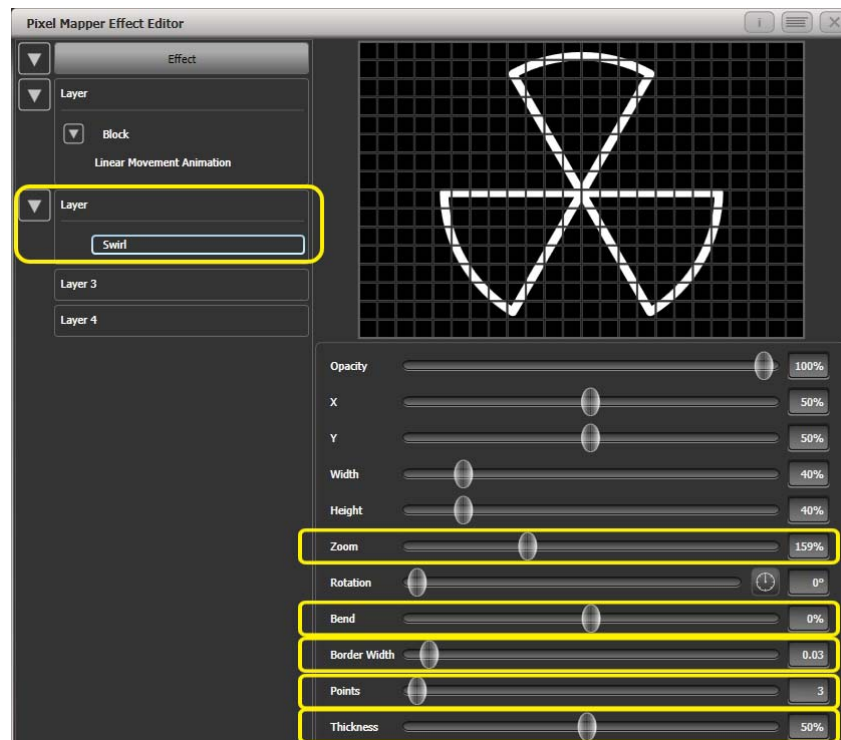 Pixel Mapper Effect Editor
i
X
Effect
Layer
Block
Linear Movement Animation
Layer
Swirl
Layer 3
Layer 4
Opacity 100%
X 50%
Y 50%
Width 40%
Height 40%
Zoom 159%
Rotation 0º
Bend 0%
Border Width 0.03
Points 3
Thickness 50%